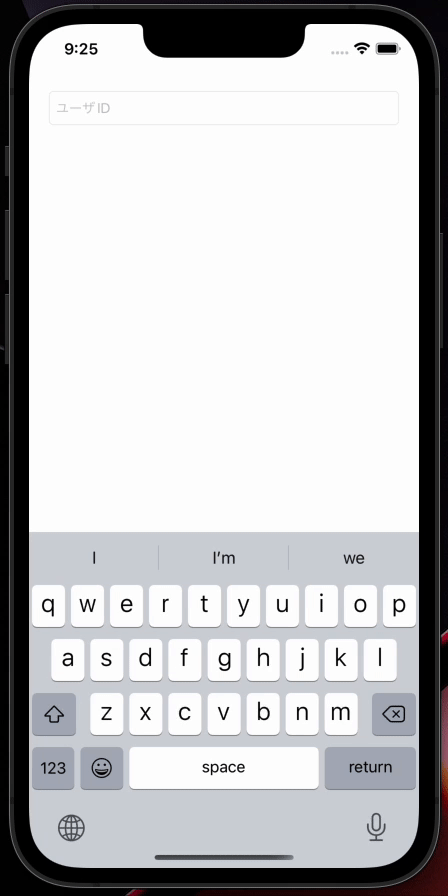 9:25
ユーザID
I
I'm
we
q w e r t y u i o p
a s d f g h j k l
z x c v b n m
123 space return